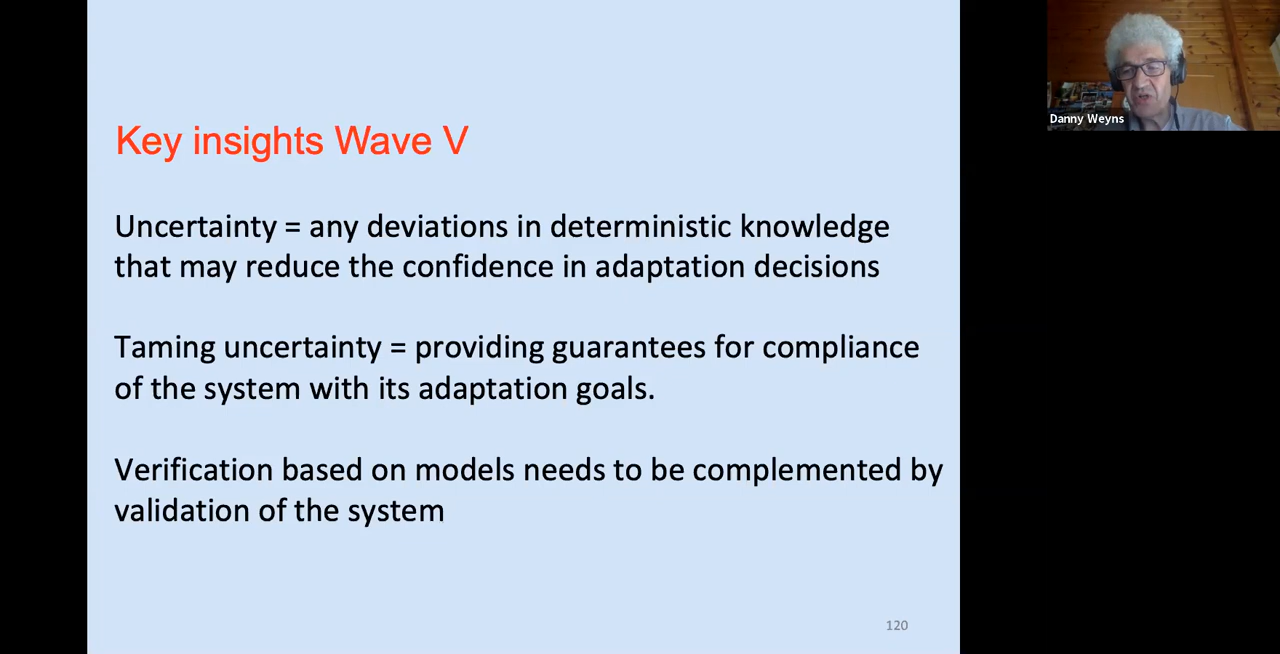 Key insights Wave V
Uncertainty = any deviations in deterministic knowledge
that may reduce the confidence in adaptation decisions
Taming uncertainty = providing guarantees for compliance
of the system with its adaptation goals.
Verification based on models needs to be complemented by
validation of the system
120
Danny Weyns